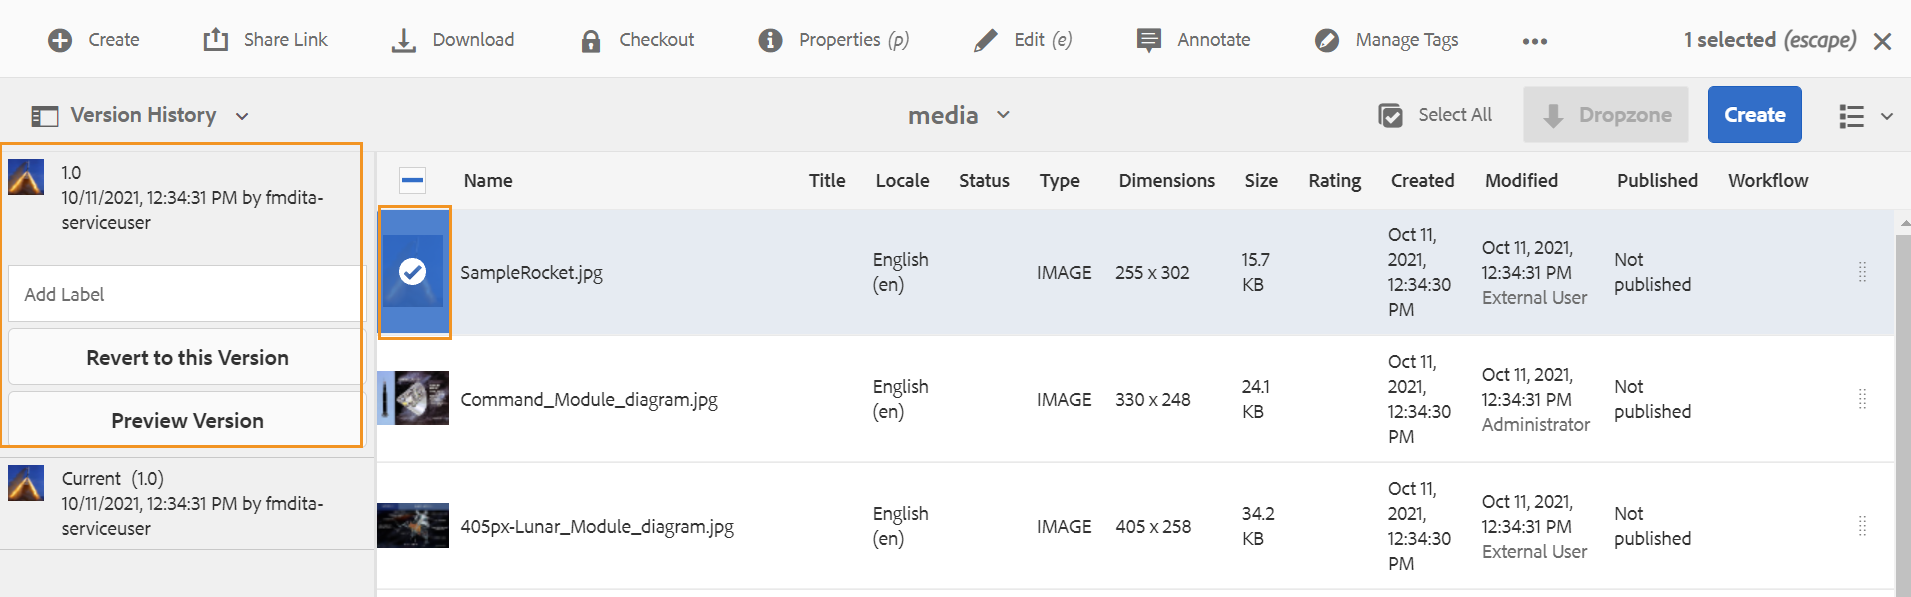 Create Share Link Download Checkout Properties (p) Edit (e) Annotate Manage Tags 1 selected (escape)
Version History media Select All Dropzone Create
1.0
10/11/2021, 12:34:31 PM by fmdita-
serviceuser
Add Label
Revert to this Version
Preview Version
Current (1.0)
10/11/2021, 12:34:31 PM by fmdita-
serviceuser
Name Title Locale Status Type Dimensions Size Rating Created Modified Published Workflow
SampleRocket.jpg
English
(en)
IMAGE
255 x 302
15.7
KB
Oct 11,
2021,
12:34:30
PM
Oct 11, 2021,
12:34:31 PM
External User
Not
published
Command_Module_diagram.jpg
English
(en)
IMAGE
330 x 248
24.1
KB
Oct 11,
2021,
12:34:30
PM
Oct 11, 2021,
12:34:31 PM
Administrator
Not
published
405px-Lunar_Module_diagram.jpg
English
(en)
IMAGE
405 x 258
34.2
KB
Oct 11,
2021,
12:34:30
PM
Oct 11, 2021,
12:34:31 PM
External User
Not
published